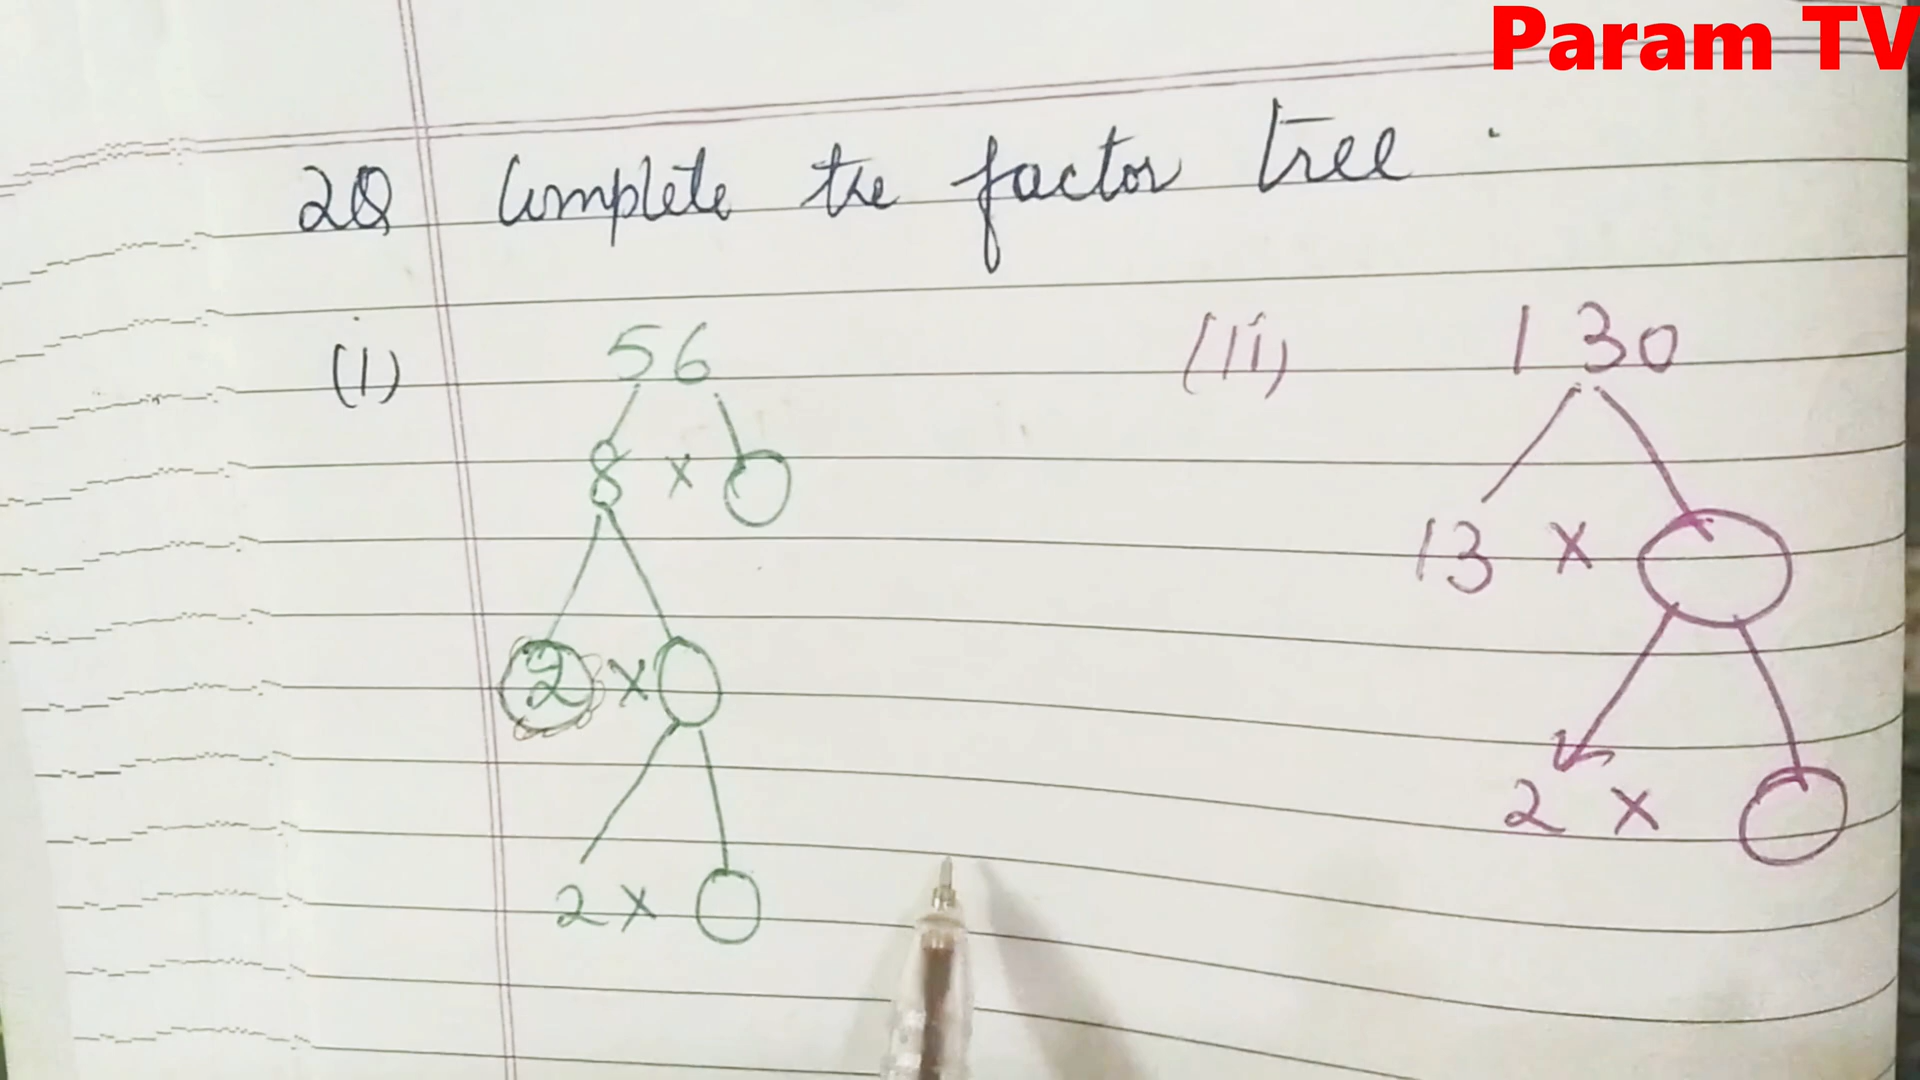 Param TV
2Q Complete the factor tree.
(i) 56 (ii) 130
8 x
13 x
2 x
2 x
2 x